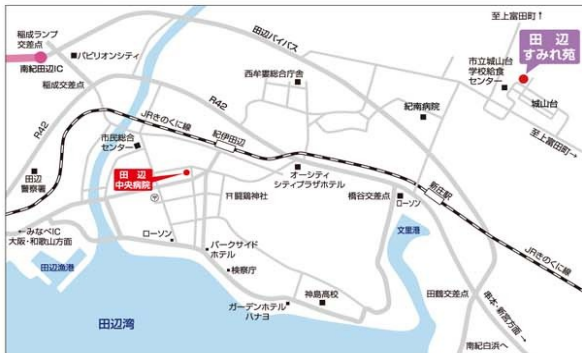 至上富田町↑
稲成ランプ
交差点
パビリオンシティ
田辺バイパス
田辺
すみれ苑
南紀田辺IC
西牟婁総合庁舎
市立城山台
学校給食
センター
稲成交差点
R42
紀南病院
城山台
R42
JRきのくに線
至上富田町→
市民総合
センター
紀伊田辺
田辺
警察署
田辺
中央病院
オーシティ
シティプラザホテル
新庄駅
闘鶏神社
橋谷交差点
ローソン
←みなべIC
大阪・和歌山方面
文里港
ローソン
パークサイド
ホテル
JRきのくに線
田辺漁港
検察庁
神島高校
田鶴交差点
ガーデンホテル
ハナヨ
串本・新宮方面→
田辺湾
南紀白浜へ